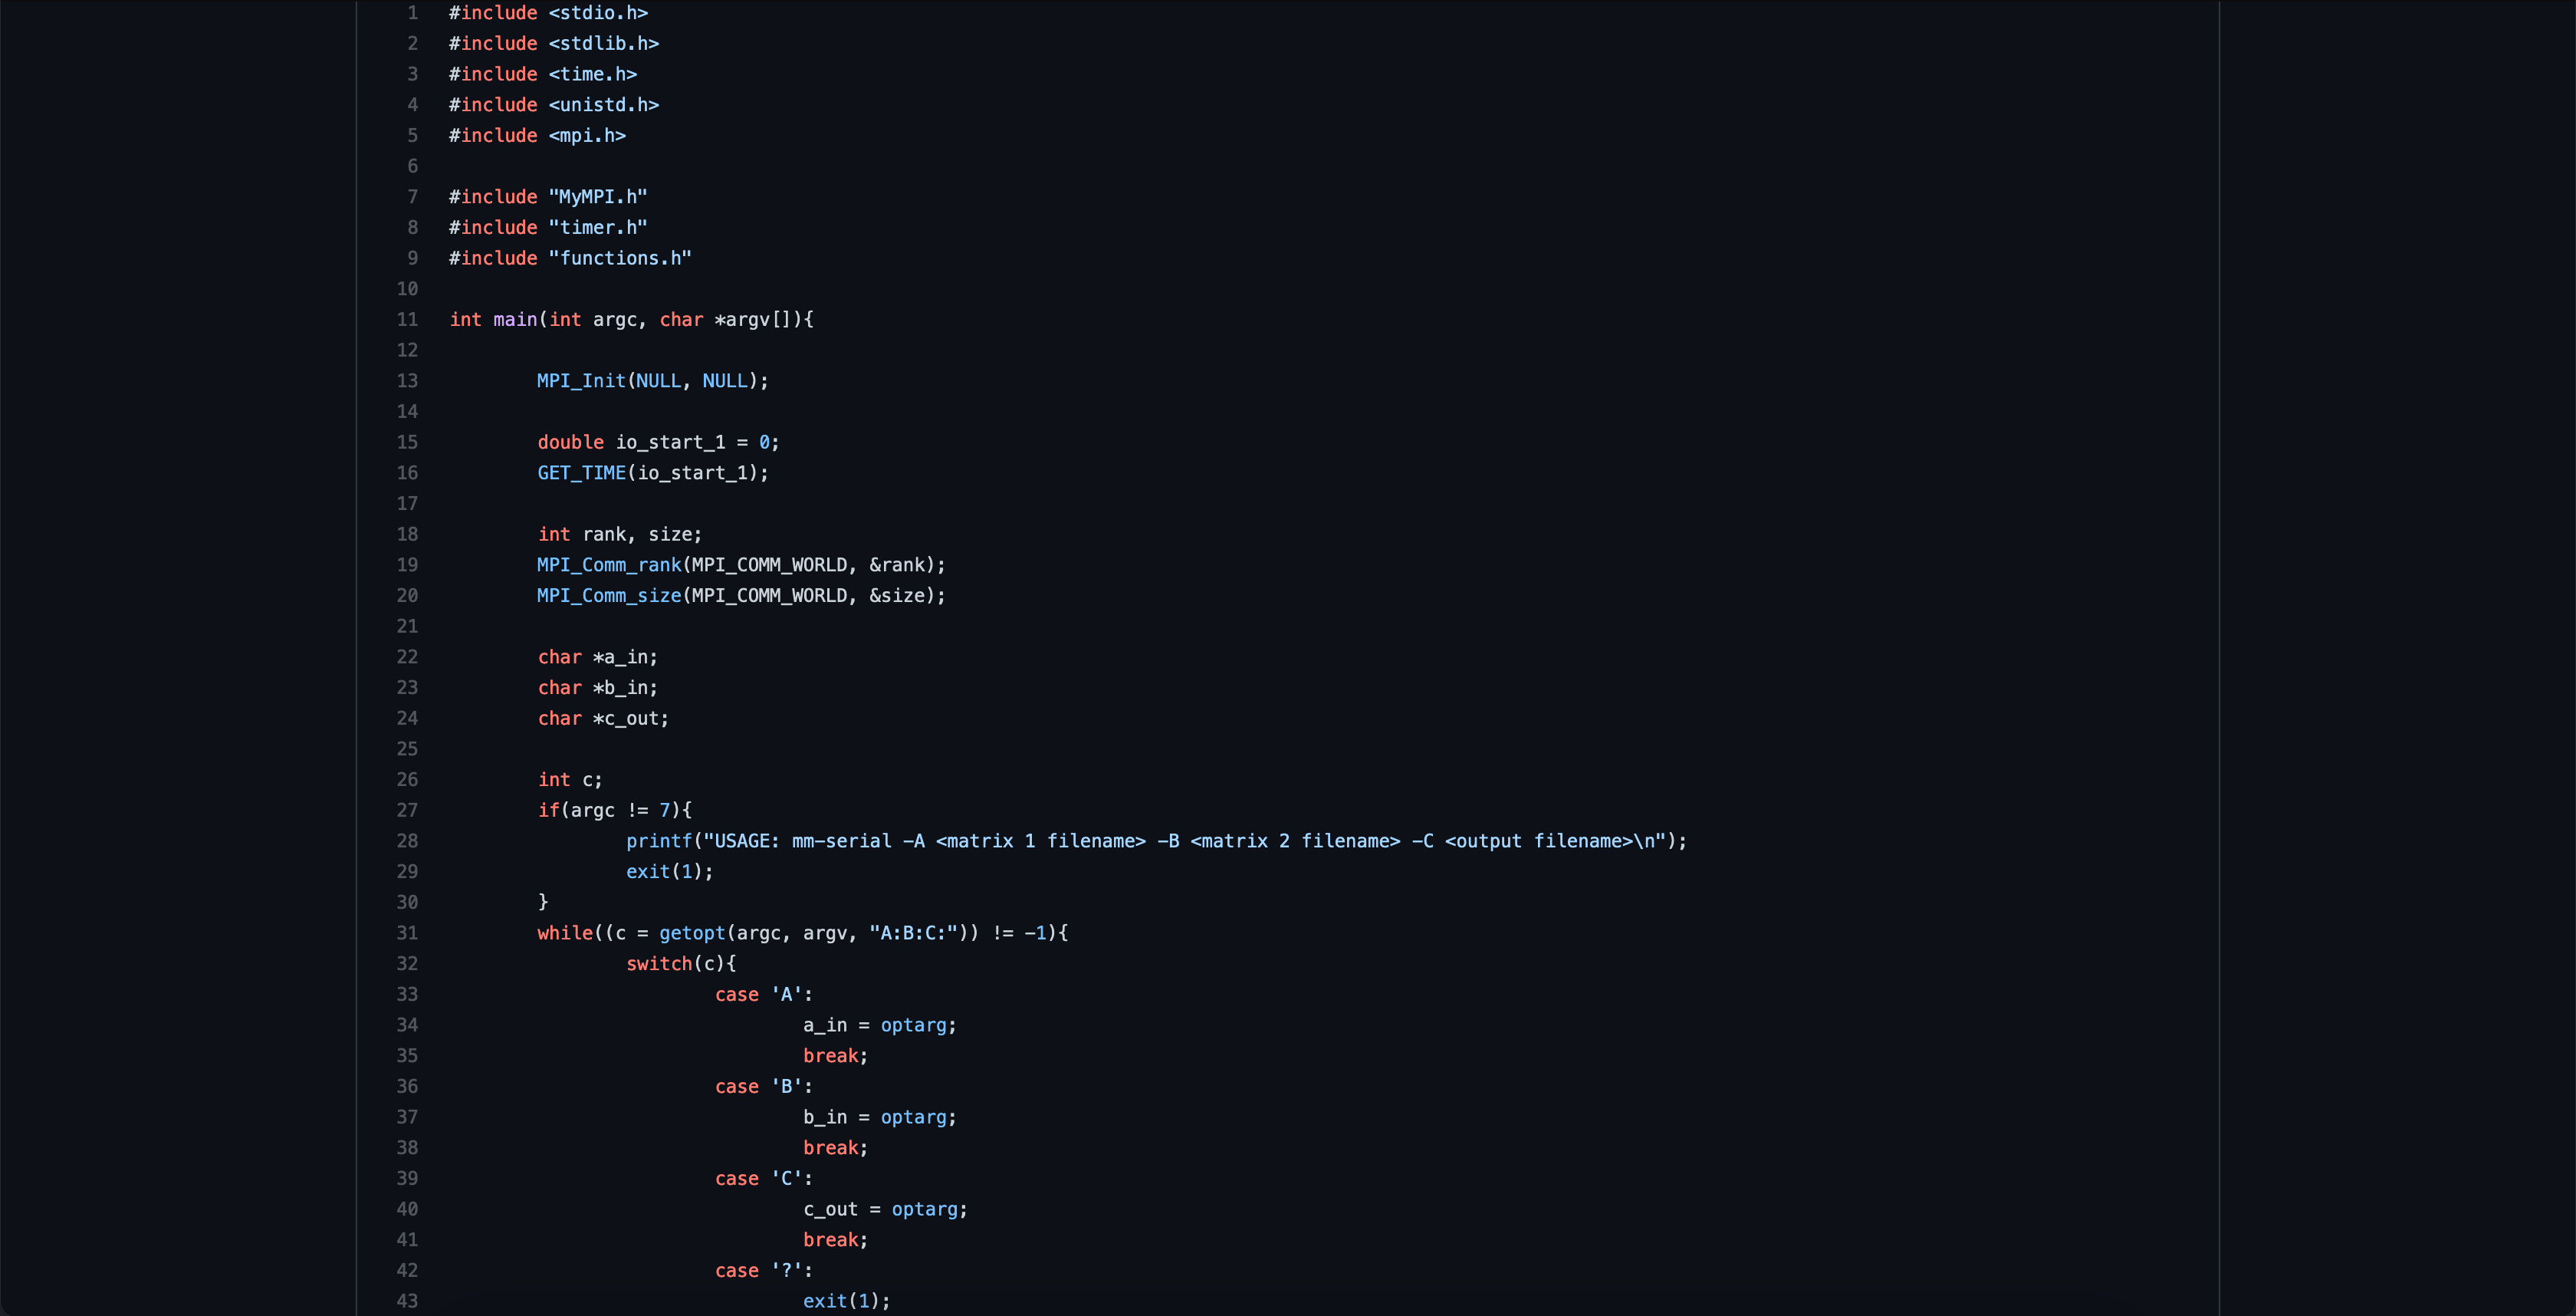 1 #include <stdio.h>
2 #include <stdlib.h>
3 #include <time.h>
4 #include <unistd.h>
5 #include <mpi.h>
6
7 #include "MyMPI.h"
8 #include "timer.h"
9 #include "functions.h"
10
11 int main(int argc, char *argv[]){
12
13         MPI_Init(NULL, NULL);
14
15         double io_start_1 = 0;
16         GET_TIME(io_start_1);
17
18         int rank, size;
19         MPI_Comm_rank(MPI_COMM_WORLD, &rank);
20         MPI_Comm_size(MPI_COMM_WORLD, &size);
21
22         char *a_in;
23         char *b_in;
24         char *c_out;
25
26         int c;
27         if(argc != 7){
28                 printf("USAGE: mm-serial -A <matrix 1 filename> -B <matrix 2 filename> -C <output filename>\n");
29                 exit(1);
30         }
31         while((c = getopt(argc, argv, "A:B:C:")) != -1){
32                 switch(c){
33                         case 'A':
34                                 a_in = optarg;
35                                 break;
36                         case 'B':
37                                 b_in = optarg;
38                                 break;
39                         case 'C':
40                                 c_out = optarg;
41                                 break;
42                         case '?':
43                                 exit(1);